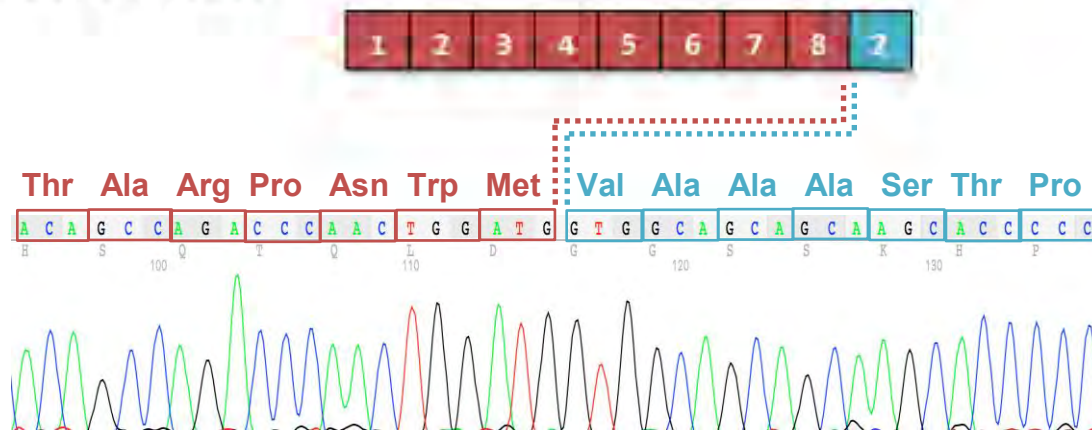 1 2 3 4 5 6 7 8 2
Thr Ala Arg Pro Asn Trp Met Val Ala Ala Ala Ser Thr Pro
A C A G C C A G A C C C A A C T G G A T G G T G G C A G C A G C A A G C A C C C C C
H S Q T Q L D G G S S K H P
100 110 120 130